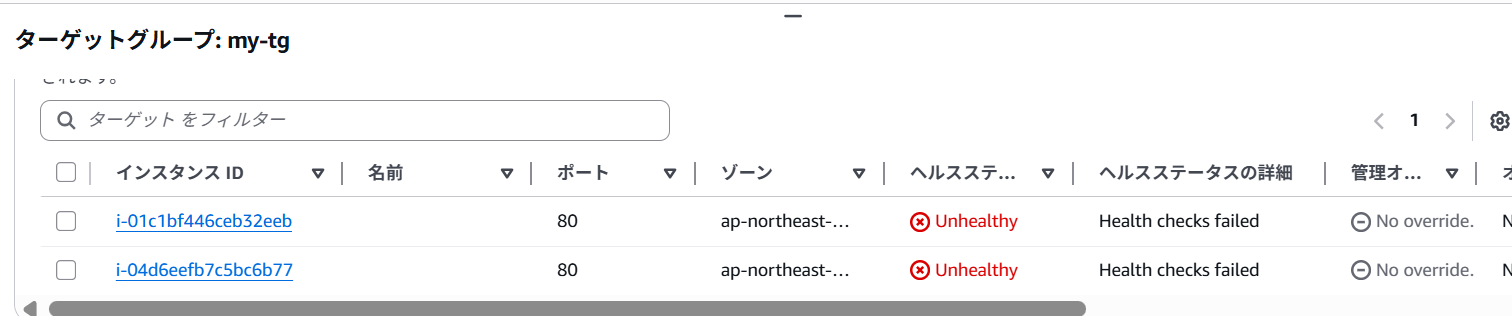 ターゲットグループ: my-tg
されます。
ターゲット をフィルター
1
インスタンス ID 名前 ポート ゾーン ヘルスステ... ヘルスステータスの詳細 管理オ...
i-01c1bf446ceb32eeb 80 ap-northeast-... Unhealthy Health checks failed No override.
i-04d6eefb7c5bc6b77 80 ap-northeast-... Unhealthy Health checks failed No override.